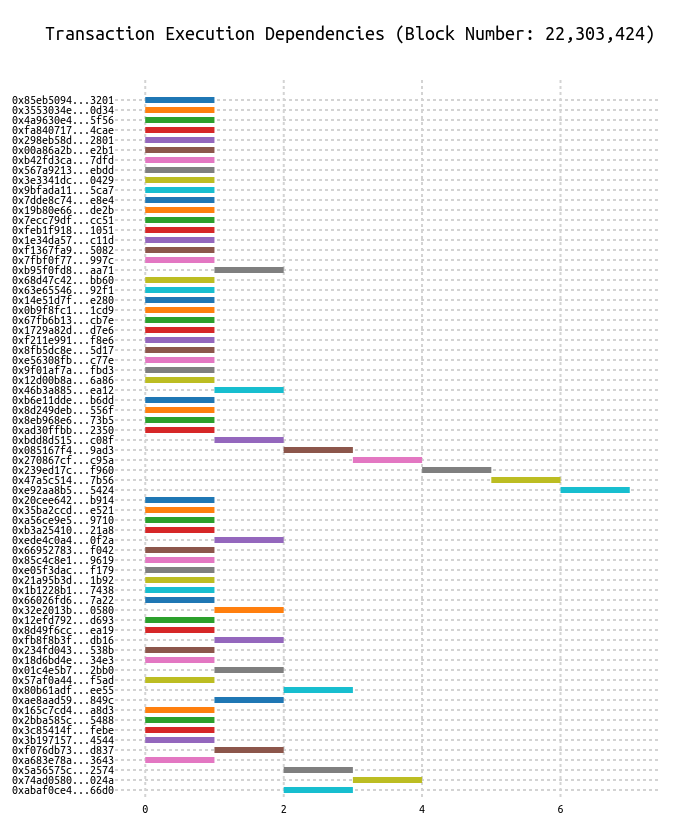 Transaction Execution Dependencies (Block Number: 22,303,424)
0x85eb5094...3201
0x3553034e...0d34
0x4a9630e4...5f56
0xfa840717...4cae
0x298eb58d...2801
0x00a86a2b...e2b1
0xb42fd3ca...7dfd
0x567a9213...ebdd
0x3e3341dc...0429
0x9bfada11...5ca7
0x7dde8c74...e8e4
0x19b80e66...de2b
0x7ecc79df...cc51
0xfeb1f918...1051
0x1e34da57...c11d
0xf1367fa9...5082
0x7fbf0f77...997c
0xb95f0fd8...aa71
0x68d47c42...bb60
0x63e65546...92f1
0x14e51d7f...e280
0x0b9f8fc1...1cd9
0x67fb6b13...cb7e
0x1729a82d...d7e6
0xf211e991...f8e6
0x8fb5dc8e...5d17
0xe56308fb...c77e
0x9f01af7a...fbd3
0x12d00b8a...6a86
0x46b3a885...ea12
0xb6e11dde...b6dd
0x8d249deb...556f
0x8eb968e6...73b5
0xad30ffbb...2350
0xbdd8d515...c08f
0x085167f4...9ad3
0x270867cf...c95a
0x239ed17c...f960
0x47a5c514...7b56
0xe92aa8b5...5424
0x20cee642...b914
0x35ba2ccd...e521
0xa56ce9e5...9710
0xb3a25410...21a8
0xede4c0a4...0f2a
0x66952783...f042
0x85c4c8e1...9619
0xe05f3dac...f179
0x21a95b3d...1b92
0x1b1228b1...7438
0x66026fd6...7a22
0x32e2013b...0580
0x12efd792...d693
0x8d49f6cc...ea19
0xfb8f8b3f...db16
0x234fd043...538b
0x18d6bd4e...34e3
0x01c4e5b7...2bb0
0x57af0a44...f5ad
0x80b61adf...ee55
0xae8aad59...849c
0x165c7cd4...a8d3
0x2bba585c...5488
0x3c85414f...febe
0x3b197157...4544
0xf076db73...d837
0xa683e78a...3643
0x5a56575c...2574
0x74ad0580...024a
0xabaf0ce4...66d0
0 2 4 6